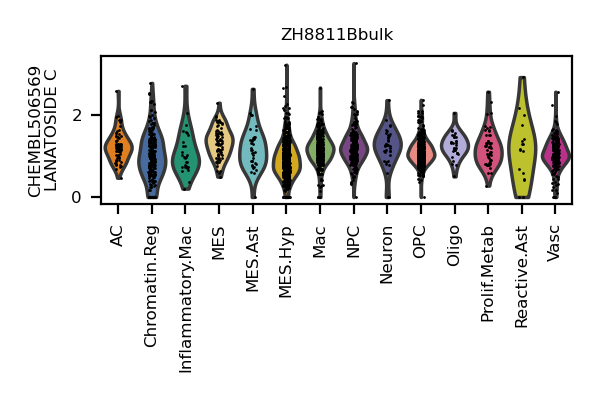 ZH8811Bbulk
CHEMBL506569
LANATOSIDE C
2
0
AC
Chromatin.Reg
Inflammatory.Mac
MES
MES.Ast
MES.Hyp
Mac
NPC
Neuron
OPC
Oligo
Prolif.Metab
Reactive.Ast
Vasc